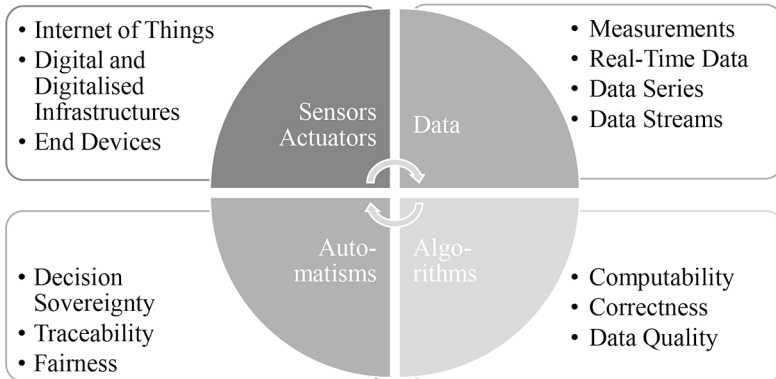 • Internet of Things
• Digital and
Digitalised
Infrastructures
• End Devices
Sensors
Actuators
Data
• Measurements
• Real-Time Data
• Data Series
• Data Streams
• Decision
Sovereignty
• Traceability
• Fairness
Auto-
matisms
Algo-
rithms
• Computability
• Correctness
• Data Quality